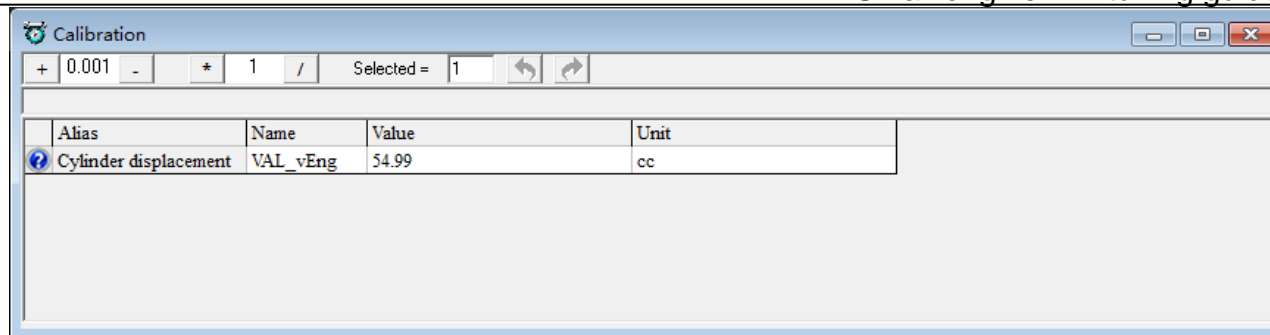 Calibration
+ 0.001 - * 1 / Selected = 1
Alias Name Value Unit
Cylinder displacement VAL_vEng 54.99 cc